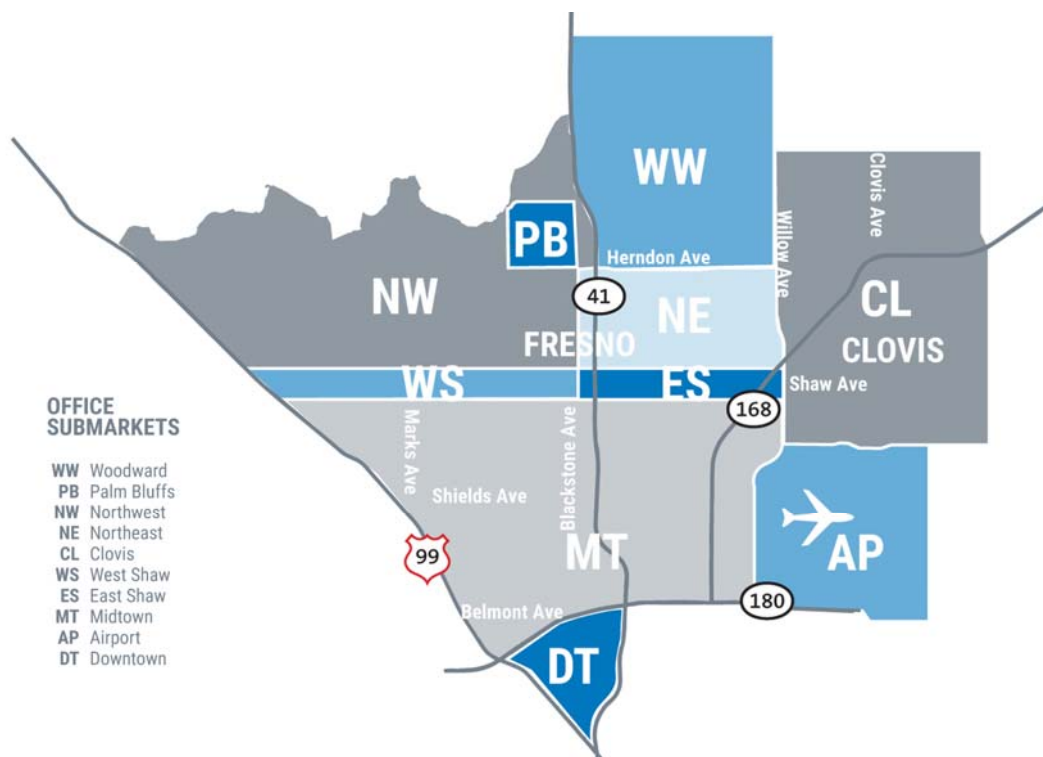 WW
Clovis Ave
PB
Willow Ave
Herndon Ave
NW
41
NE
CL
FRESNO
CLOVIS
WS
ES
Shaw Ave
168
OFFICE
SUBMARKETS
Marks Ave
Blackstone Ave
WW Woodward
PB Palm Bluffs
NW Northwest
NE Northeast
CL Clovis
WS West Shaw
ES East Shaw
MT Midtown
AP Airport
DT Downtown
Shields Ave
99
MT
AP
180
Belmont Ave
DT